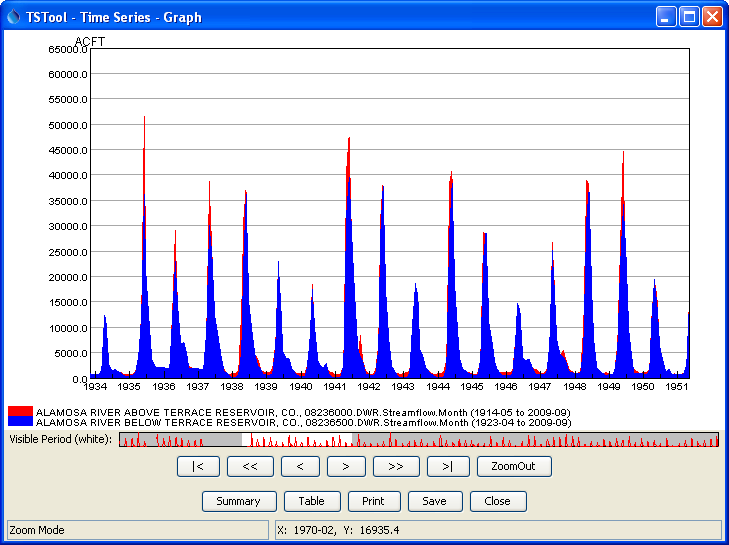 TSTool - Time Series - Graph
ACFT
65000.0
60000.0
55000.0
50000.0
45000.0
40000.0
35000.0
30000.0
25000.0
20000.0
15000.0
10000.0
5000.0
0.0
1934 1935 1936 1937 1938 1939 1940 1941 1942 1943 1944 1945 1946 1947 1948 1949 1950 1951
ALAMOSA RIVER ABOVE TERRACE RESERVOIR, CO., 08236000.DWR.Streamflow.Month (1914-05 to 2009-09)
ALAMOSA RIVER BELOW TERRACE RESERVOIR, CO., 08236500.DWR.Streamflow.Month (1923-04 to 2009-09)
Visible Period (white):
|< << < > >> >| ZoomOut
Summary Table Print Save Close
Zoom Mode X: 1970-02, Y: 16935.4